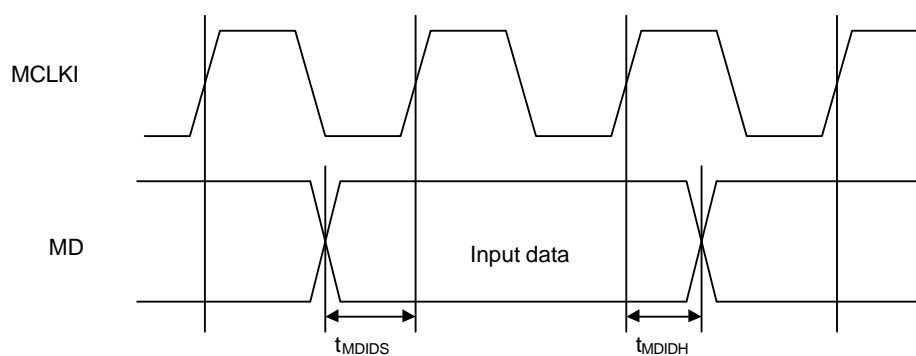 MCLKI
MD
Input data
tMDIDS
tMDIDH